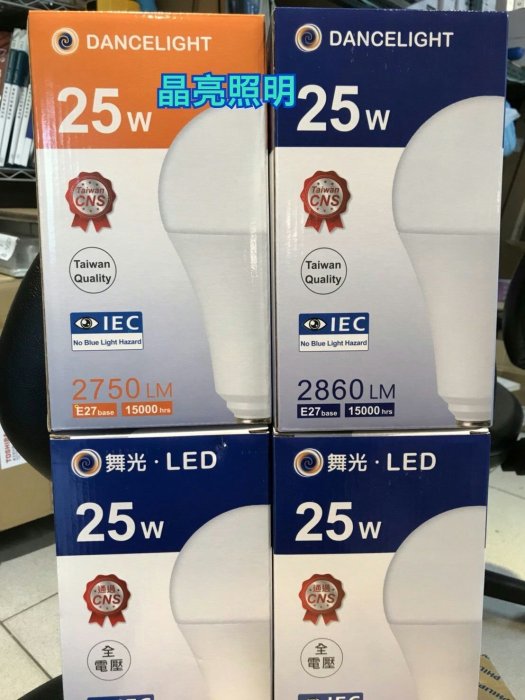 DANCELIGHT
25W
Taiwan
CNS
Taiwan
Quality
IEC
No Blue Light Hazard
2750 LM
E27 base
15000 hrs
DANCELIGHT
25W
Taiwan
CNS
Taiwan
Quality
IEC
No Blue Light Hazard
2860 LM
E27 base
15000 hrs
晶亮照明
舞光·LED
25W
通過
CNS
全
電壓
IEC
舞光·LED
25W
通過
CNS
全
電壓
IEC
TOSHIBA